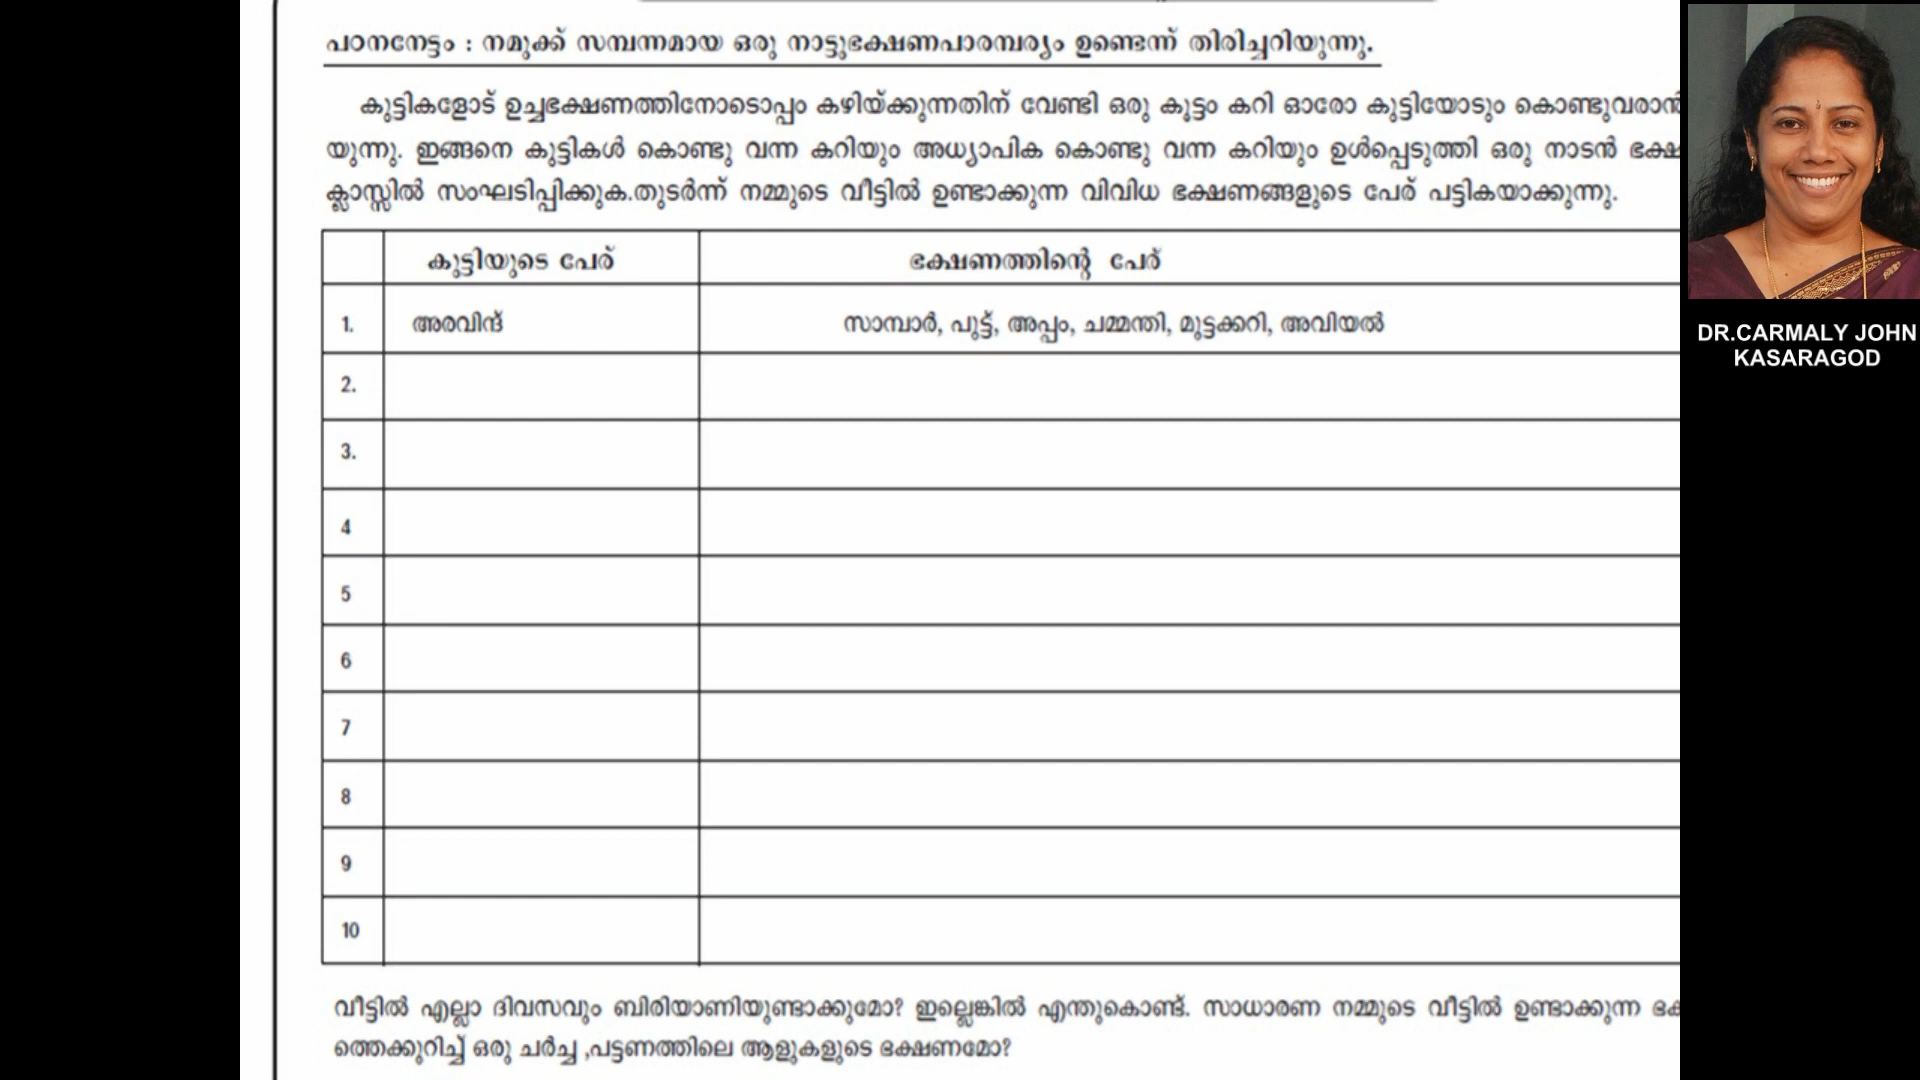 പഠനനേട്ടം : നമുക്ക് സമ്പന്നമായ ഒരു നാട്ടുഭക്ഷണപാരമ്പര്യം ഉണ്ടെന്ന് തിരിച്ചറിയുന്നു.
കുട്ടികളോട് ഉച്ചഭക്ഷണത്തിനോടൊപ്പം കഴിയ്ക്കുന്നതിന് വേണ്ടി ഒരു കൂട്ടം കറി ഓരോ കുട്ടിയോടും കൊണ്ടുവരാൻ
യുന്നു. ഇങ്ങനെ കുട്ടികൾ കൊണ്ടു വന്ന കറിയും അധ്യാപിക കൊണ്ടു വന്ന കറിയും ഉൾപ്പെടുത്തി ഒരു നാടൻ ഭക്ഷ
ക്ലാസ്സിൽ സംഘടിപ്പിക്കുക.തുടർന്ന് നമ്മുടെ വീട്ടിൽ ഉണ്ടാക്കുന്ന വിവിധ ഭക്ഷണങ്ങളുടെ പേര് പട്ടികയാക്കുന്നു.
കുട്ടിയുടെ പേര് ഭക്ഷണത്തിന്റെ പേര്
1. അരവിന്ദ് സാമ്പാർ, പുട്ട്, അപ്പം, ചമ്മന്തി, മുട്ടക്കറി, അവിയൽ
2.
3.
4
5
6
7
8
9
10
വീട്ടിൽ എല്ലാ ദിവസവും ബിരിയാണിയുണ്ടാക്കുമോ? ഇല്ലെങ്കിൽ എന്തുകൊണ്ട്. സാധാരണ നമ്മുടെ വീട്ടിൽ ഉണ്ടാക്കുന്ന ഭക
ത്തെക്കുറിച്ച് ഒരു ചർച്ച ,പട്ടണത്തിലെ ആളുകളുടെ ഭക്ഷണമോ?
DR.CARMALY JOHN
KASARAGOD